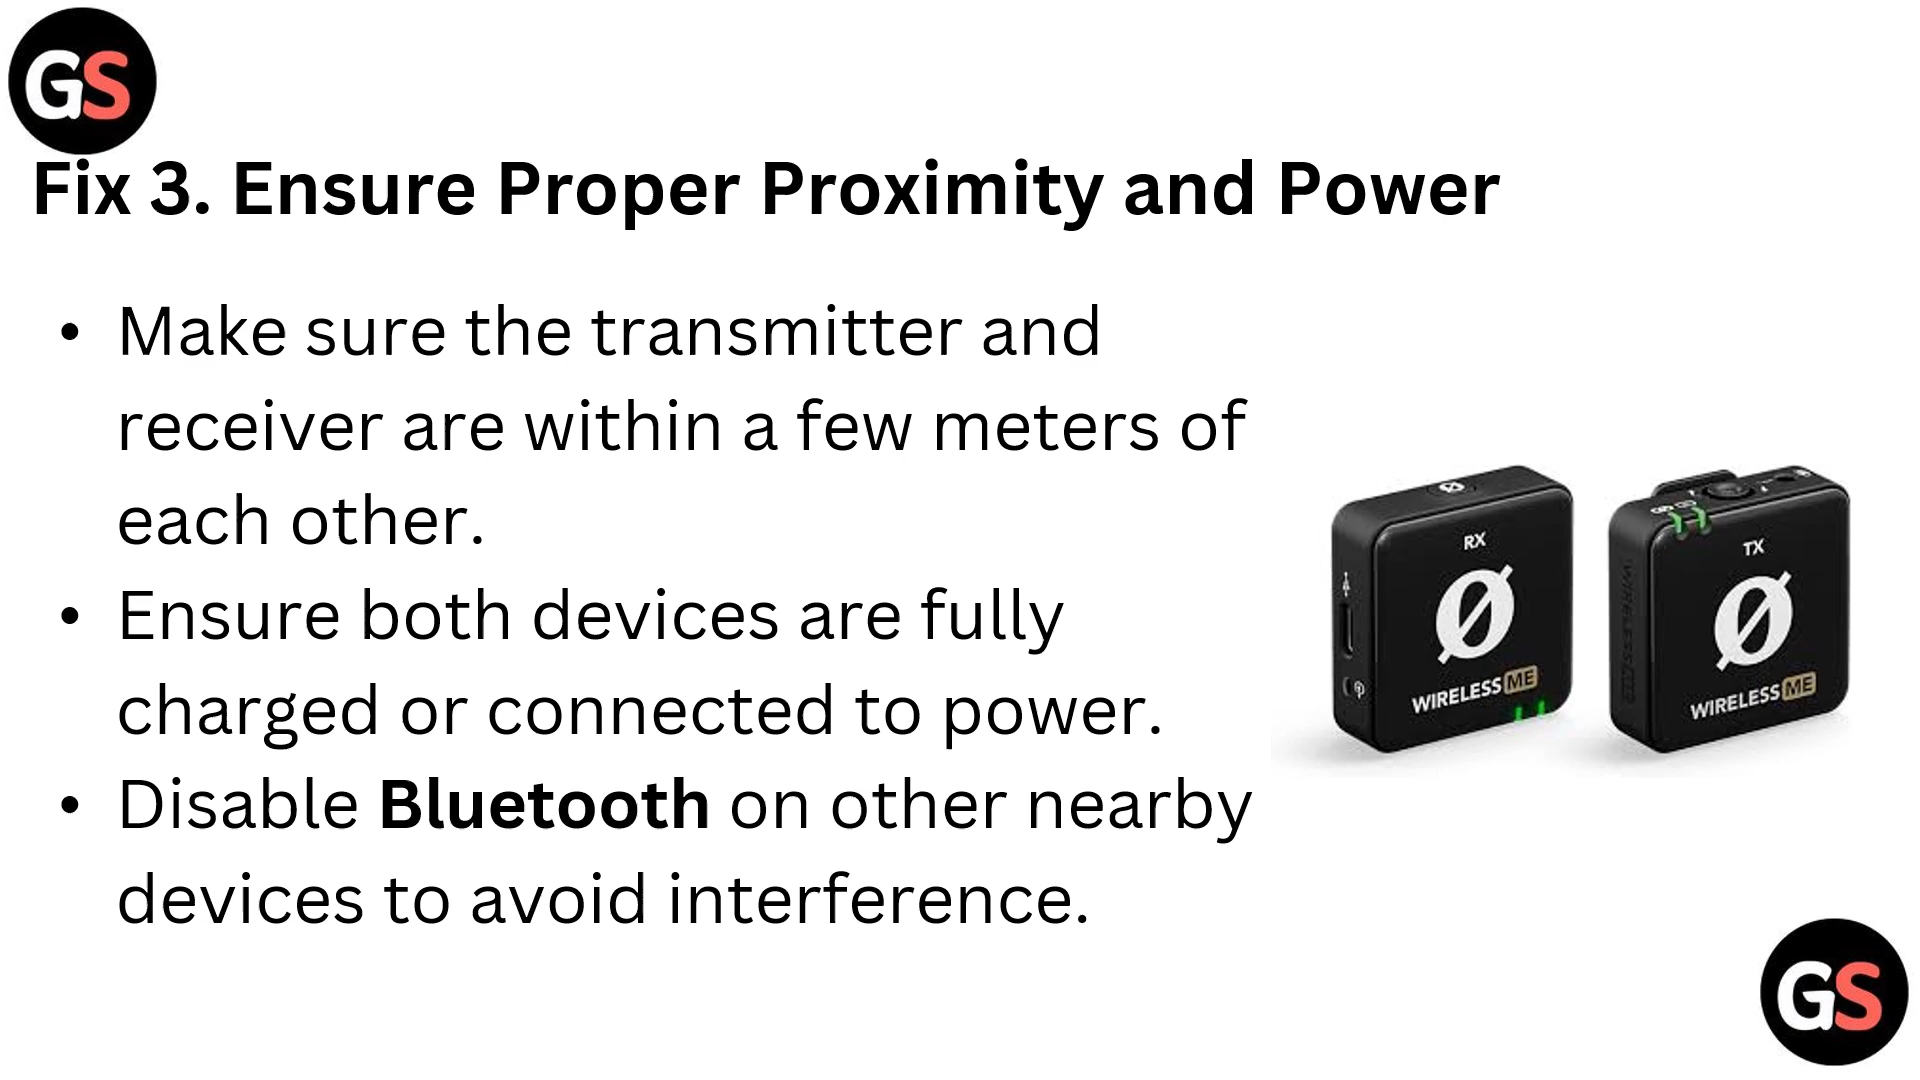 GS
Fix 3. Ensure Proper Proximity and Power
• Make sure the transmitter and
receiver are within a few meters of
each other.
• Ensure both devices are fully
charged or connected to power.
• Disable Bluetooth on other nearby
devices to avoid interference.
RX
WIRELESS ME
TX
WIRELESS ME
GS